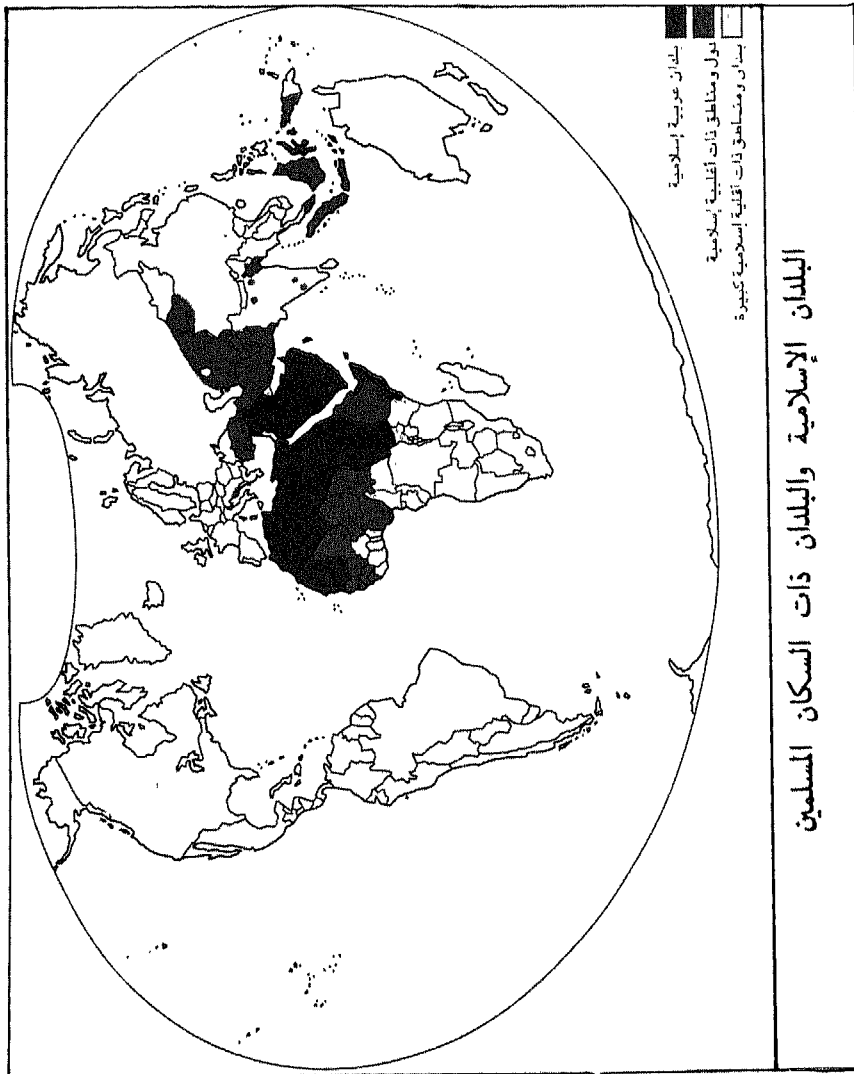 البلدان الإسلامية والبلدان ذات السكان المسلمين
بلدان عربية إسلامية
دول ومناطق ذات أغلبية إسلامية
بلدان ومناطق ذات أقلية إسلامية كبيرة